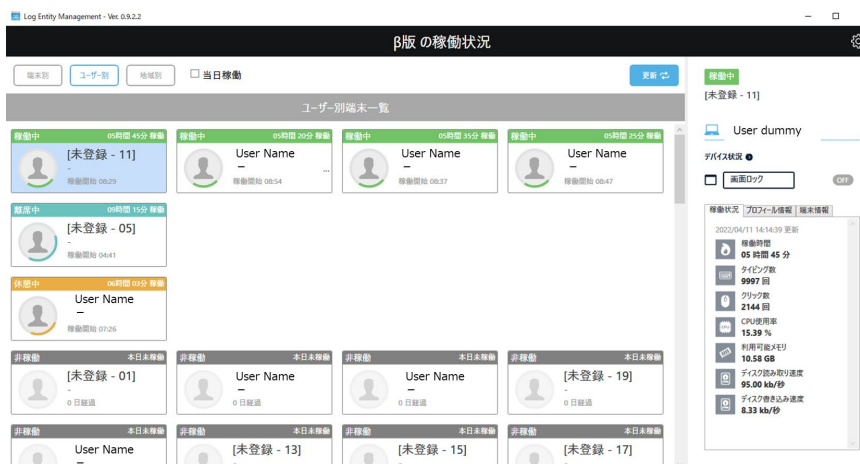 Log Entity Management - Ver. 0.9.2.2
β版 の稼働状況
端末別 ユーザー別 地域別 当日稼働 更新
ユーザー別端末一覧
稼働中 05時間 45分 稼働
[未登録 - 11]
-
稼働開始 08:29
稼働中 05時間 20分 稼働
User Name
–
稼働開始 08:54
...
稼働中 05時間 35分 稼働
User Name
–
稼働開始 08:37
稼働中 05時間 25分 稼働
User Name
–
稼働開始 08:47
離席中 09時間 15分 稼働
[未登録 - 05]
-
稼働開始 04:41
休憩中 06時間 03分 稼働
User Name
–
稼働開始 07:26
非稼働 本日未稼働
[未登録 - 01]
-
0 日経過
非稼働 本日未稼働
User Name
–
0 日経過
非稼働 本日未稼働
User Name
–
0 日経過
非稼働 本日未稼働
[未登録 - 19]
-
0 日経過
非稼働 本日未稼働
User Name
–
非稼働 本日未稼働
[未登録 - 13]
-
非稼働 本日未稼働
[未登録 - 15]
-
非稼働 本日未稼働
[未登録 - 17]
-
稼働中
[未登録 - 11]
User dummy
デバイス状況
画面ロック OFF
稼働状況 プロフィール情報 端末情報
2022/04/11 14:14:39 更新
稼働時間
05 時間 45 分
タイピング数
9997 回
クリック数
2144 回
CPU使用率
15.39 %
利用可能メモリ
10.58 GB
ディスク読み取り速度
95.00 kb/秒
ディスク書き込み速度
8.33 kb/秒